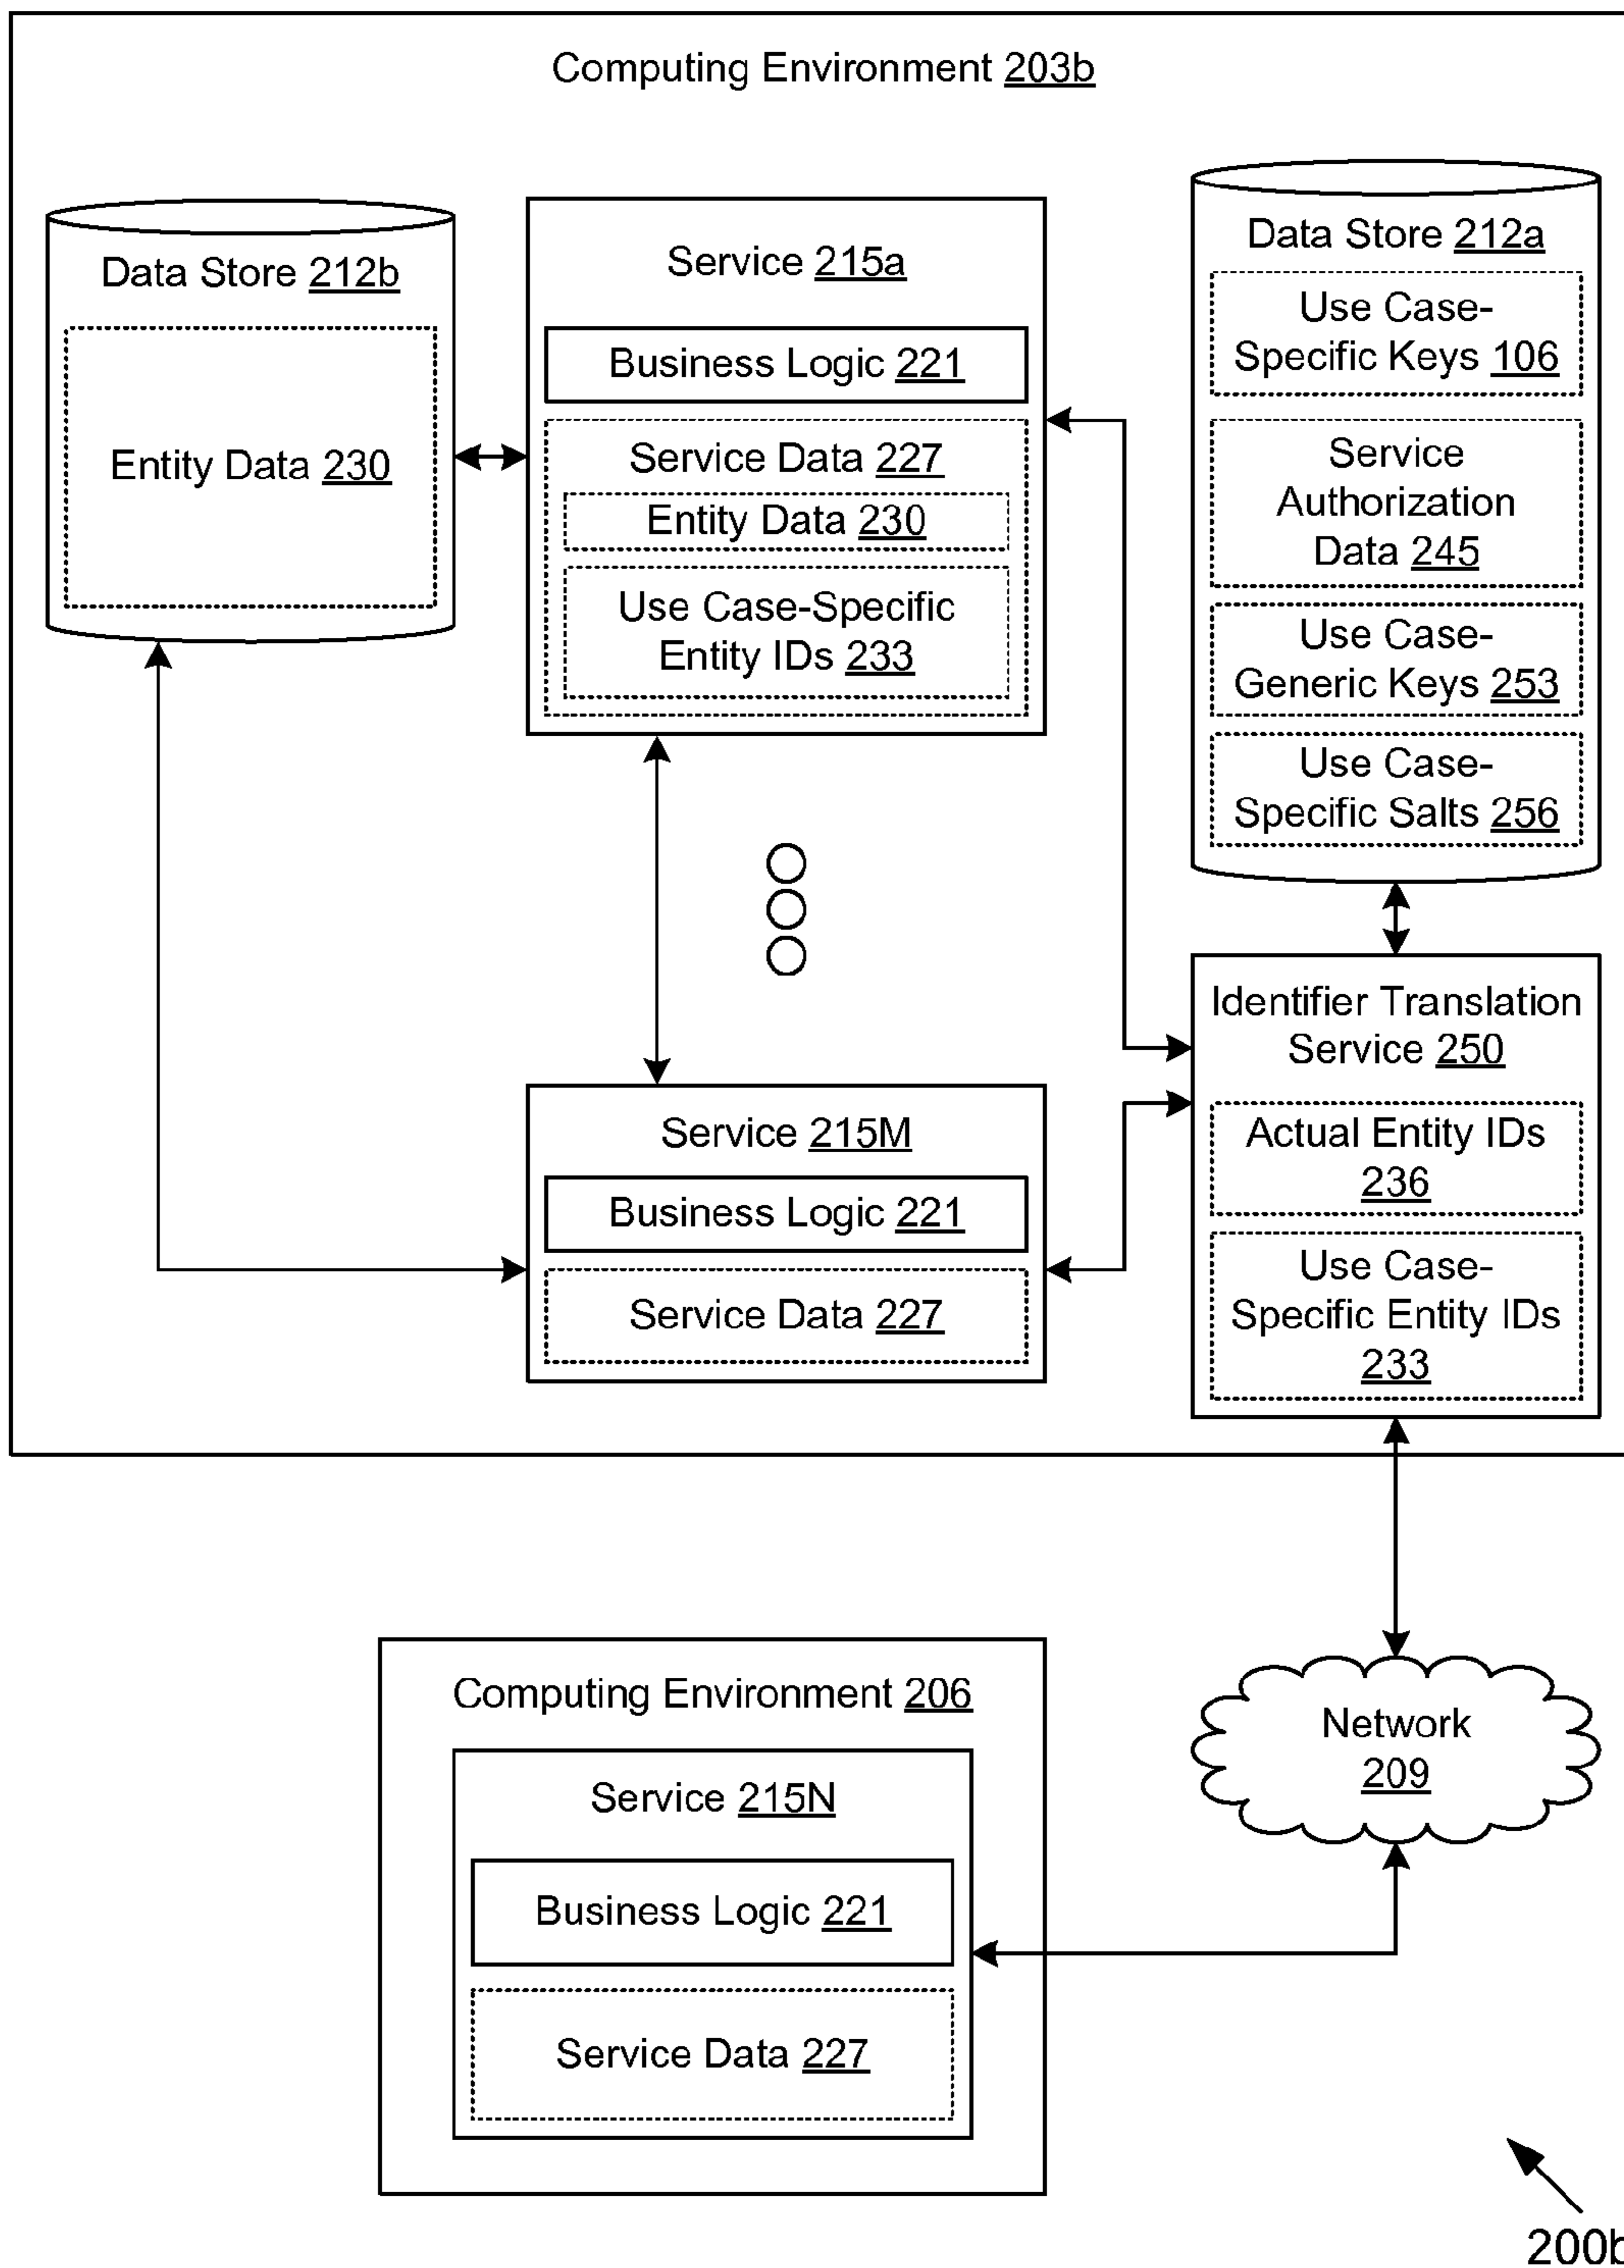 Computing Environment 203b
Data Store 212b
Entity Data 230
Service 215a
Business Logic 221
Service Data 227
Entity Data 230
Use Case-Specific
Entity IDs 233
Data Store 212a
Use Case-
Specific Keys 106
Service
Authorization
Data 245
Use Case-
Generic Keys 253
Use Case-
Specific Salts 256
Identifier Translation
Service 250
Actual Entity IDs
236
Use Case-
Specific Entity IDs
233
Service 215M
Business Logic 221
Service Data 227
Computing Environment 206
Service 215N
Business Logic 221
Service Data 227
Network
209
200b